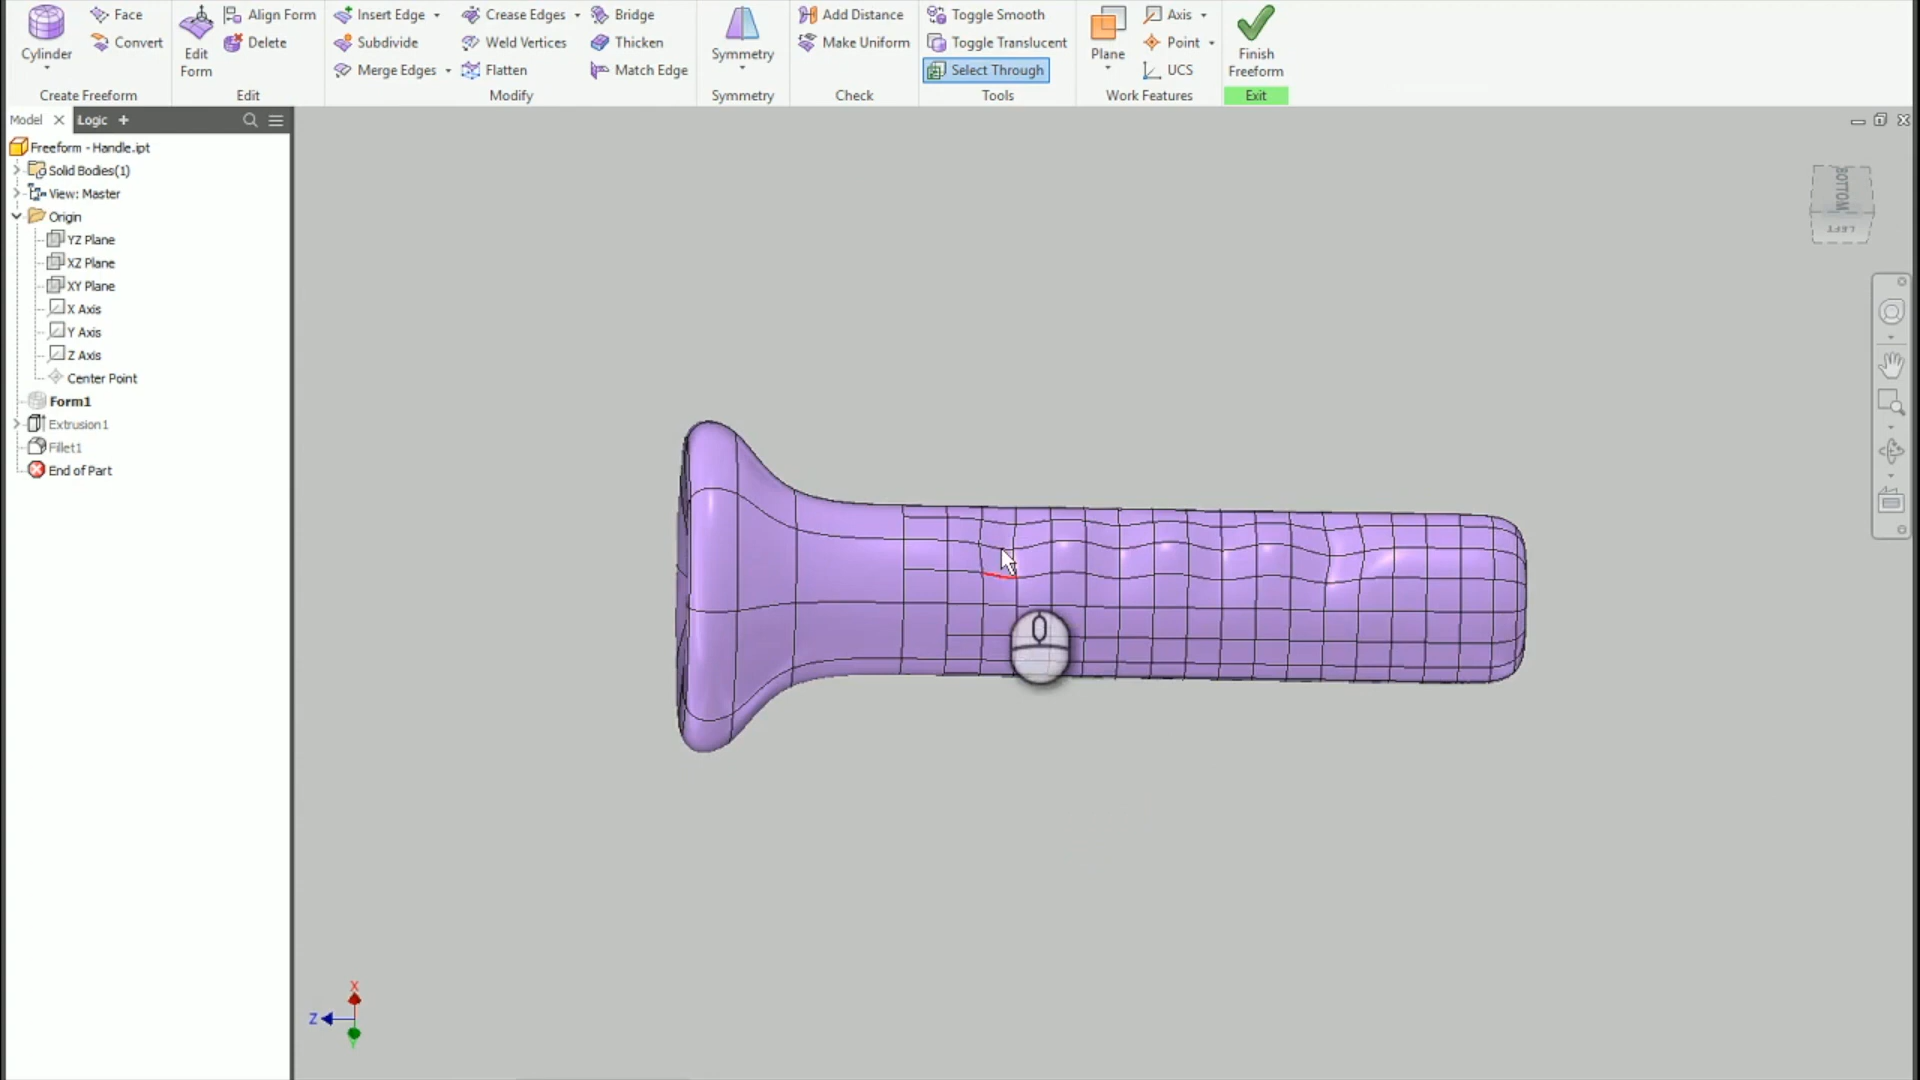 Face
Align Form
Insert Edge
Crease Edges
Bridge
Add Distance
Toggle Smooth
Axis
Cylinder
Convert
Edit
Form
Delete
Subdivide
Weld Vertices
Thicken
Symmetry
Make Uniform
Toggle Translucent
Plane
Point
Finish
Freeform
Merge Edges
Flatten
Match Edge
Select Through
UCS
Create Freeform
Edit
Modify
Symmetry
Check
Tools
Work Features
Exit
Model
Logic
Freeform - Handle.ipt
Solid Bodies(1)
View: Master
Origin
YZ Plane
XZ Plane
XY Plane
X Axis
Y Axis
Z Axis
Center Point
Form1
Extrusion1
Fillet1
End of Part
BOTTOM
LEFT
X
Z
Y